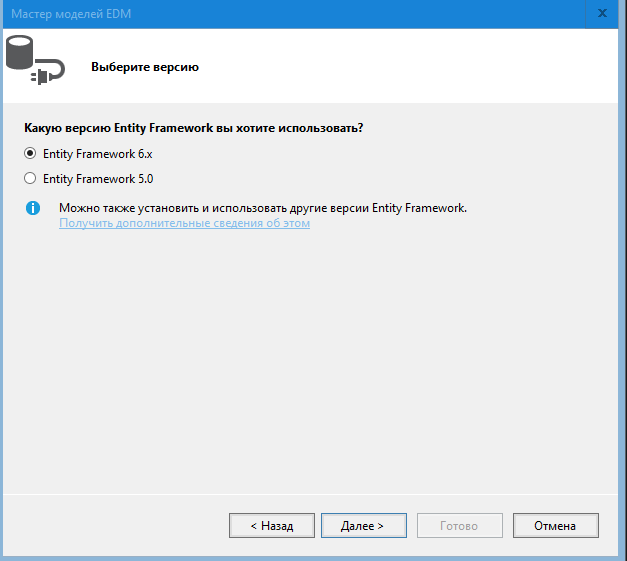 Мастер моделей EDM
x
Выберите версию
Какую версию Entity Framework вы хотите использовать?
Entity Framework 6.x
Entity Framework 5.0
Можно также установить и использовать другие версии Entity Framework.
Получить дополнительные сведения об этом
< Назад
Далее >
Готово
Отмена